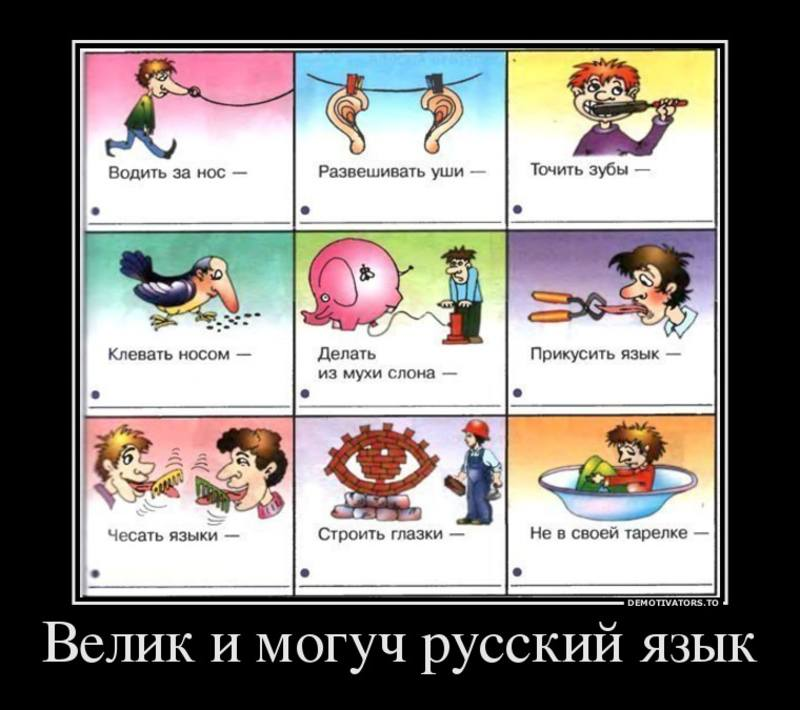 Водить за нос —
Развешивать уши —
Точить зубы —
Клевать носом —
Делать
из мухи слона —
Прикусить язык —
Чесать языки —
Строить глазки —
Не в своей тарелке —
DEMOTIVATORS.TO
Велик и могуч русский язык